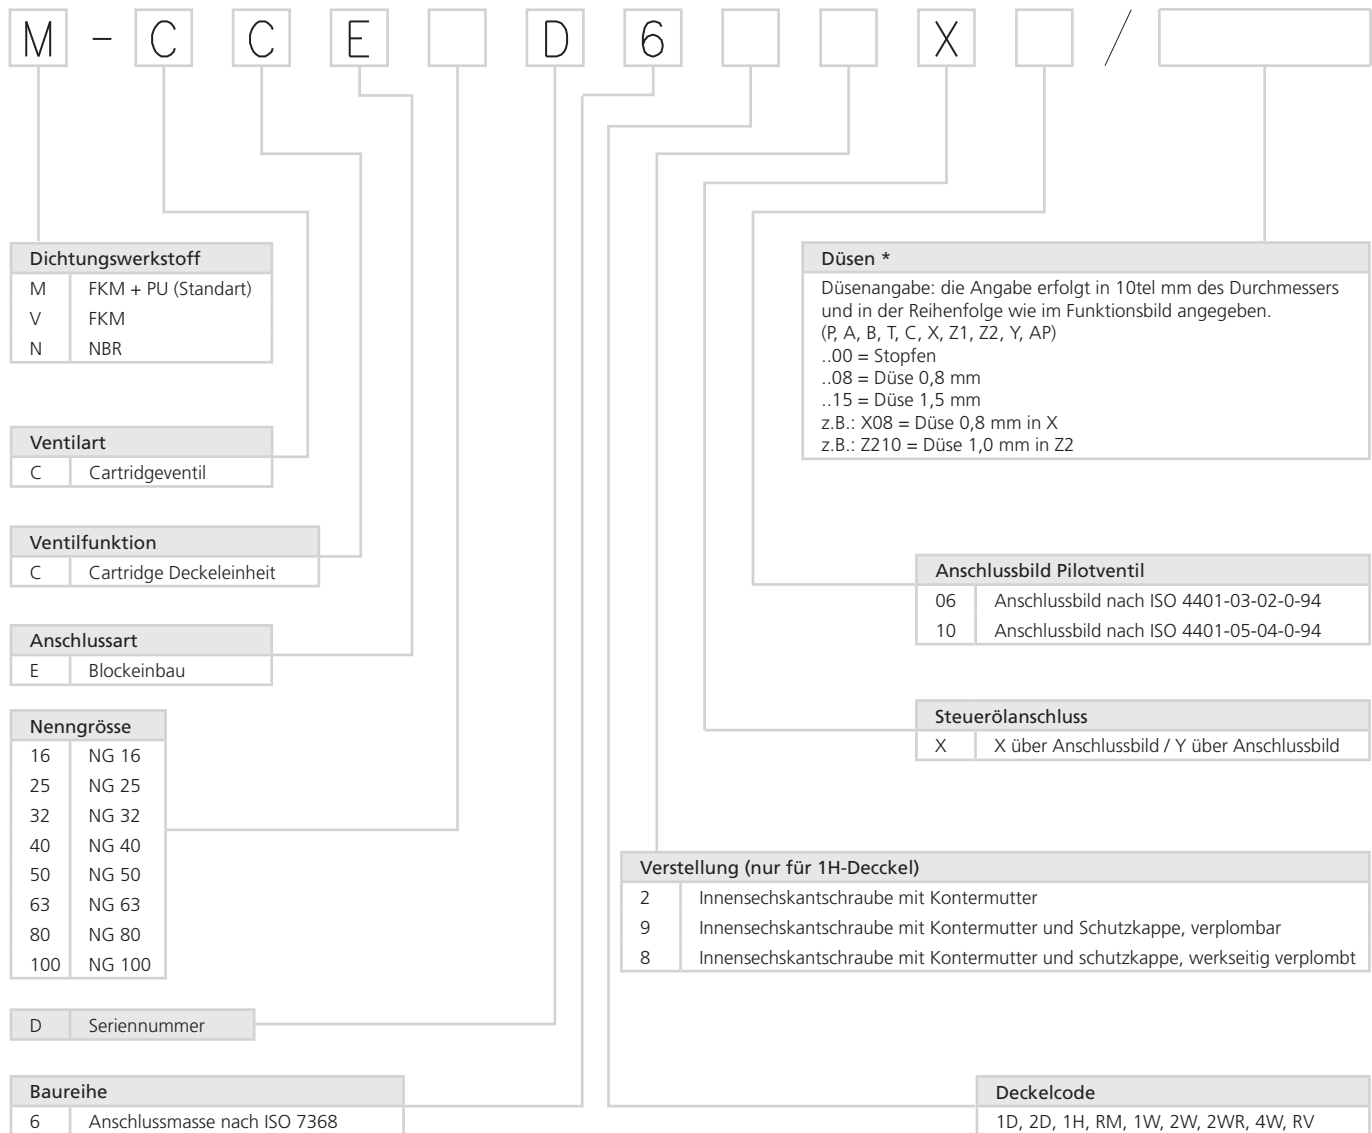 M - C C E D 6 X /
Dichtungswerkstoff
M FKM + PU (Standart)
V FKM
N NBR
Ventilart
C Cartridgeventil
Ventilfunktion
C Cartridge Deckeleinheit
Anschlussart
E Blockeinbau
Nenngrösse
16 NG 16
25 NG 25
32 NG 32
40 NG 40
50 NG 50
63 NG 63
80 NG 80
100 NG 100
D Seriennummer
Baureihe
6 Anschlussmasse nach ISO 7368
Düsen *
Düsenangabe: die Angabe erfolgt in 10tel mm des Durchmessers
und in der Reihenfolge wie im Funktionsbild angegeben.
(P, A, B, T, C, X, Z1, Z2, Y, AP)
..00 = Stopfen
..08 = Düse 0,8 mm
..15 = Düse 1,5 mm
z.B.: X08 = Düse 0,8 mm in X
z.B.: Z210 = Düse 1,0 mm in Z2
Anschlussbild Pilotventil
06 Anschlussbild nach ISO 4401-03-02-0-94
10 Anschlussbild nach ISO 4401-05-04-0-94
Steuerölanschluss
X X über Anschlussbild / Y über Anschlussbild
Verstellung (nur für 1H-Decckel)
2 Innensechskantschraube mit Kontermutter
9 Innensechskantschraube mit Kontermutter und Schutzkappe, verplombar
8 Innensechskantschraube mit Kontermutter und schutzkappe, werkseitig verplombt
Deckelcode
1D, 2D, 1H, RM, 1W, 2W, 2WR, 4W, RV